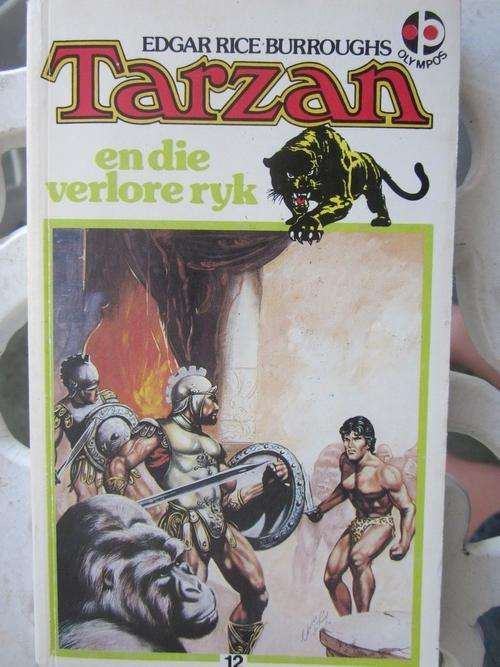 EDGAR RICE BURROUGHS
OLYMPOS
Tarzan
en die
verlore ryk
12